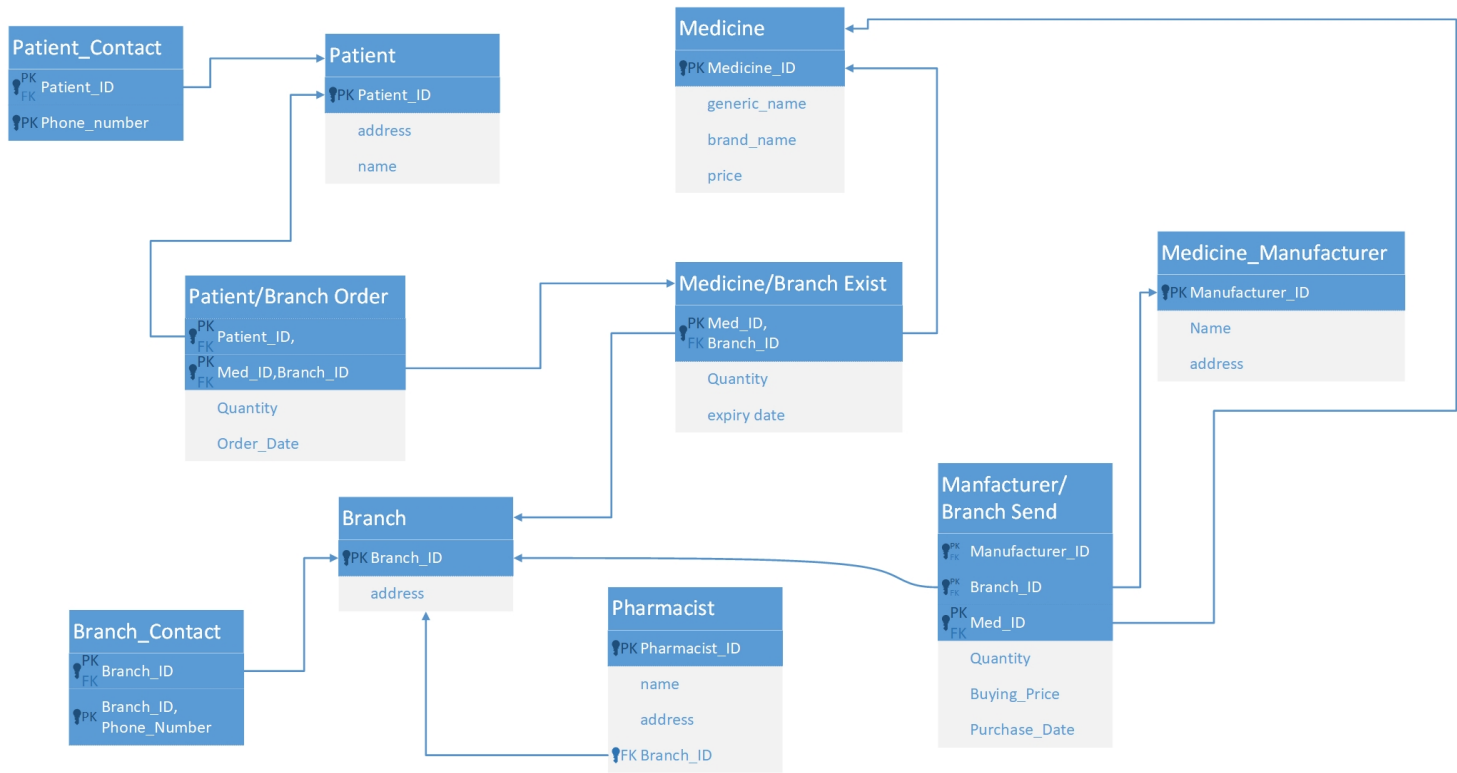 Patient_Contact
PK
FK
Patient_ID
PK Phone_number
Patient
PK Patient_ID
address
name
Medicine
PK Medicine_ID
generic_name
brand_name
price
Patient/Branch Order
PK
FK
Patient_ID,
PK
FK
Med_ID,Branch_ID
Quantity
Order_Date
Medicine/Branch Exist
PK Med_ID,
FK Branch_ID
Quantity
expiry date
Medicine_Manufacturer
PK Manufacturer_ID
Name
address
Branch
PK Branch_ID
address
Manfacturer/
Branch Send
PK
FK
Manufacturer_ID
PK
FK
Branch_ID
PK
FK
Med_ID
Quantity
Buying_Price
Purchase_Date
Branch_Contact
PK
FK
Branch_ID
PK Branch_ID,
Phone_Number
Pharmacist
PK Pharmacist_ID
name
address
FK Branch_ID